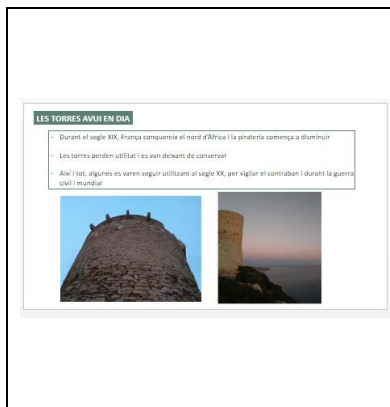 LES TORRES AVUI EN DIA
- Durant el segle XIX, França conquereix el nord d'Àfrica i la pirateria comença a disminuir
- Les torres perden utilitat i es van deixant de conservar
- Així i tot, algunes es varen seguir utilitzant al segle XX, per vigilar el contraban i durant la guerra
civil i mundial